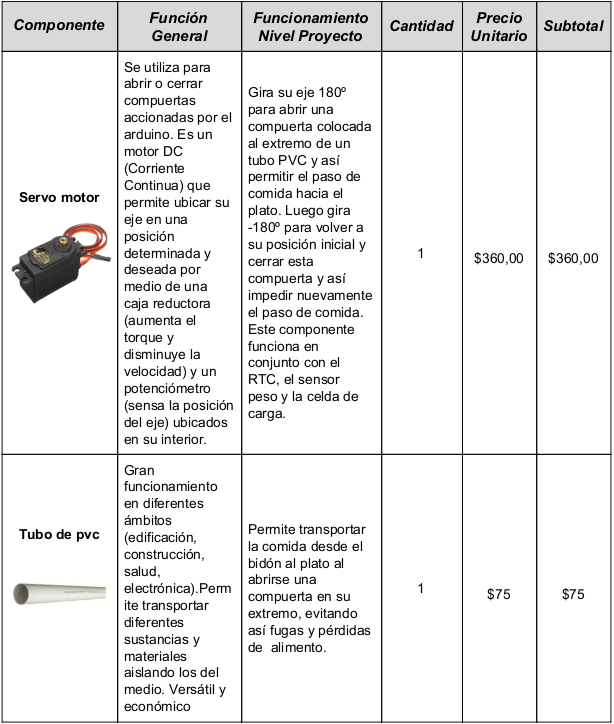 Componente
Función
General
Funcionamiento
Nivel Proyecto
Cantidad
Precio
Unitario
Subtotal
Servo motor
Se utiliza para
abrir o cerrar
compuertas
accionadas por el
arduino. Es un
motor DC
(Corriente
Continua) que
permite ubicar su
eje en una
posición
determinada y
deseada por
medio de una
caja reductora
(aumenta el
torque y
disminuye la
velocidad) y un
potenciómetro
(sensa la posición
del eje) ubicados
en su interior.
Gira su eje 180º
para abrir una
compuerta colocada
al extremo de un
tubo PVC y así
permitir el paso de
comida hacia el
plato. Luego gira
-180º para volver a
su posición inicial y
cerrar esta
compuerta y así
impedir nuevamente
el paso de comida.
Este componente
funciona en
conjunto con el
RTC, el sensor
peso y la celda de
carga.
1
$360,00
$360,00
Tubo de pvc
Gran
funcionamiento
en diferentes
ámbitos
(edificación,
construcción,
salud,
electrónica).Perm
ite transportar
diferentes
sustancias y
materiales
aislando los del
medio. Versátil y
económico
Permite transportar
la comida desde el
bidón al plato al
abrirse una
compuerta en su
extremo, evitando
así fugas y pérdidas
de  alimento.
1
$75
$75